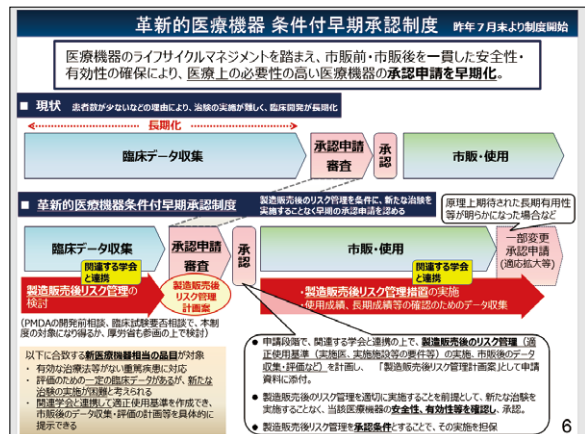 革新的医療機器 条件付早期承認制度 昨年７月末より制度開始
医療機器のライフサイクルマネジメントを踏まえ、市販前・市販後を一貫した安全性・
有効性の確保により、医療上の必要性の高い医療機器の承認申請を早期化。
■ 現状 患者数が少ないなどの理由により、治験の実施が難しく、臨床開発が長期化
長期化
臨床データ収集
承認申請
審査
承認
市販・使用
■ 革新的医療機器条件付早期承認制度
製造販売後のリスク管理を条件に、新たな治験を
実施することなく早期の承認申請を認める
原理上期待された長期有用性
等が明らかになった場合など
臨床データ収集
承認申請
審査
承認
市販・使用
一部変更
承認申請
(適応拡大等)
関連する学会
と連携
製造販売後リスク管理の
検討
製造販売後
リスク管理
計画案
関連する学会
と連携
・製造販売後リスク管理措置の実施
・使用成績、長期成績等の確認のためのデータ収集
(PMDAの開発前相談、臨床試験要否相談で、本制
度の対象になり得るか、厚労省も参画の上で検討)
以下に合致する新医療機器相当の品目が対象
・ 有効な治療法等がない重篤疾患に対応
・ 評価のための一定の臨床データがあるが、新たな
治験の実施が困難と考えられる
・ 関連学会と連携して適正使用基準を作成でき、
市販後のデータ収集・評価の計画等を具体的に
提示できる
● 申請段階で、関連する学会と連携の上、製造販売後リスク管理（適
正使用基準（実施医、実施施設等の要件等）の実施、市販後のデータ
収集・評価など）を計画し、「製造販売後リスク管理計画案」として申請
資料に添付。
● 製造販売後のリスク管理を適切にすることを前提として、新たな治験を
実施することなく、当該医療機器の安全性、有効性等を確認し、承認。
● 製造販売後リスク管理を承認条件とすることで、その実施を担保
6